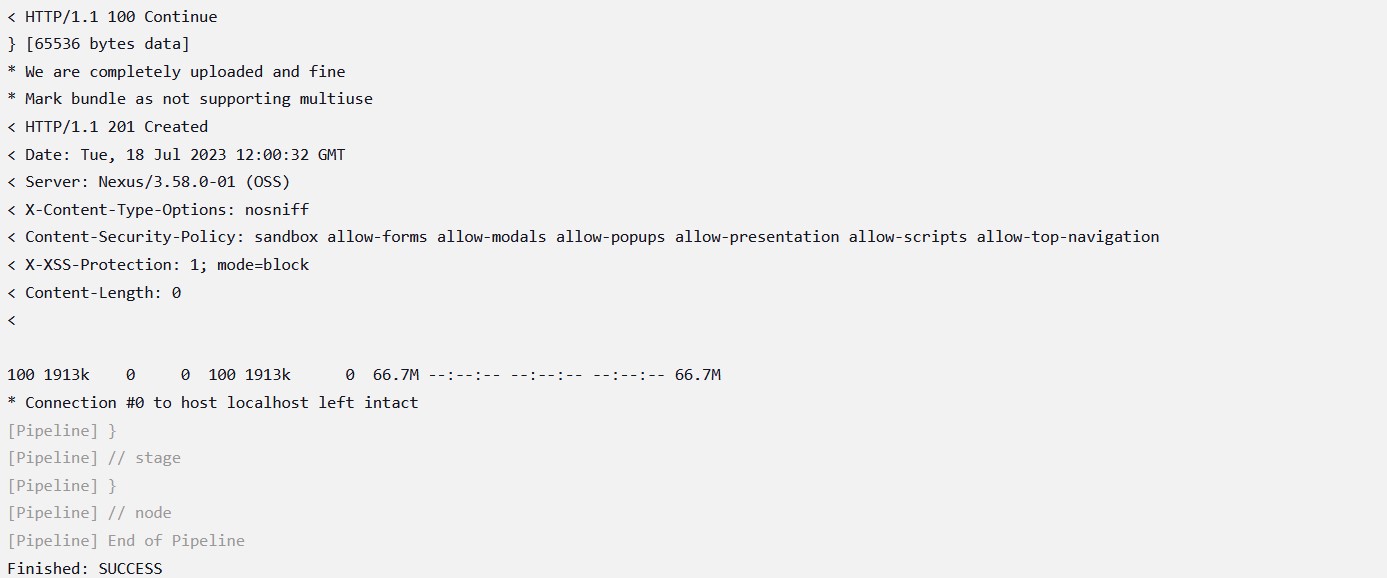 < HTTP/1.1 100 Continue
} [65536 bytes data]
* We are completely uploaded and fine
* Mark bundle as not supporting multiuse
< HTTP/1.1 201 Created
< Date: Tue, 18 Jul 2023 12:00:32 GMT
< Server: Nexus/3.58.0-01 (OSS)
< X-Content-Type-Options: nosniff
< Content-Security-Policy: sandbox allow-forms allow-modals allow-popups allow-presentation allow-scripts allow-top-navigation
< X-XSS-Protection: 1; mode=block
< Content-Length: 0
<
100 1913k    0     0  100 1913k      0  66.7M --:--:-- --:--:-- --:--:-- 66.7M
* Connection #0 to host localhost left intact
[Pipeline] }
[Pipeline] // stage
[Pipeline] }
[Pipeline] // node
[Pipeline] End of Pipeline
Finished: SUCCESS